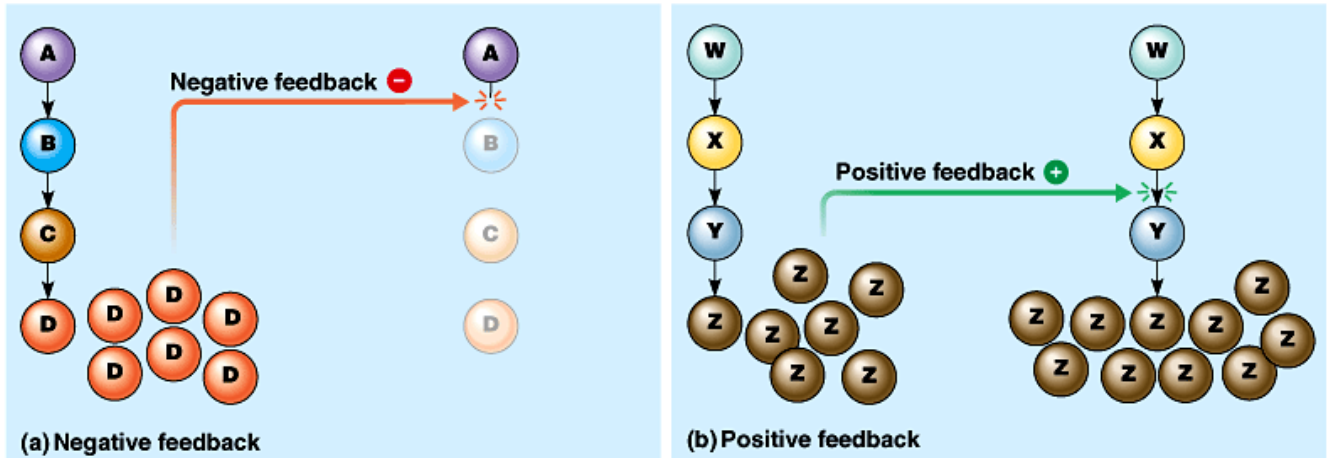 A
B
C
D
D D D
D D D
Negative feedback −
A
B
C
D
(a) Negative feedback
W
X
Y
Z
Z Z
Z Z
Z Z
Positive feedback +
W
X
Y
Z Z Z Z Z
Z Z Z Z Z
(b) Positive feedback